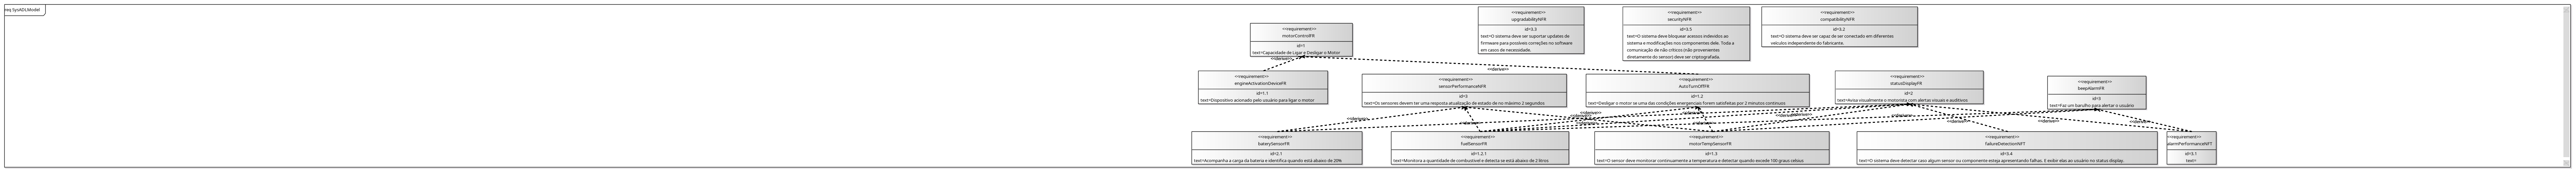 req SysADLModel
<<requirement>>
upgradabilityNFR
id=3.3
text=O sistema deve ser suportar updates de
firmware para possíveis correções no software
em casos de necessidade.
<<requirement>>
securityNFR
id=3.5
text=O sistema deve bloquear acessos indevidos ao
sistema e modificações nos componentes dele. Toda a
comunicação de não críticos (não provenientes
diretamente do sensor) deve ser criptografada.
<<requirement>>
compatibilityNFR
id=3.2
text=O sistema deve ser capaz de ser conectado em diferentes
veículos independente do fabricante.
<<requirement>>
motorControlFR
id=1
text=Capacidade de Ligar e Desligar o Motor
<<derive>>
<<derive>>
<<requirement>>
engineActivationDeviceFR
id=1.1
text=Dispositivo acionado pelo usuário para ligar o motor
<<requirement>>
sensorPerformanceNFR
id=3
text=Os sensores devem ter uma resposta atualização de estado de no máximo 2 segundos
<<requirement>>
AutoTurnOffFR
id=1.2
text=Desligar o motor se uma das condições emergenciais forem satisfeitas por 2 minutos contínuos
<<requirement>>
statusDisplayFR
id=2
text=Avisa visualmente o motorista com alertas visuais e auditivos
<<requirement>>
beepAlarmFR
id=3
text=Faz um barulho para alertar o usuário
<<derive>>
<<derive>>
<<derive>>
<<derive>>
<<derive>>
<<derive>>
<<derive>>
<<derive>>
<<requirement>>
baterySensorFR
id=2.1
text=Acompanha a carga da bateria e identifica quando está abaixo de 20%
<<requirement>>
fuelSensorFR
id=1.2.1
text=Monitora a quantidade de combustivel e detecta se está abaixo de 2 litros
<<requirement>>
motorTempSensorFR
id=1.3
text=O sensor deve monitorar continuamente a temperatura e detectar quando excede 100 graus celsius
<<requirement>>
failureDetectionNFT
id=3.4
text=O sistema deve detectar caso algum sensor ou componente esteja apresentando falhas. E exibir elas ao usuário no status display.
<<requirement>>
alarmPerformanceNFT
id=3.1
text=